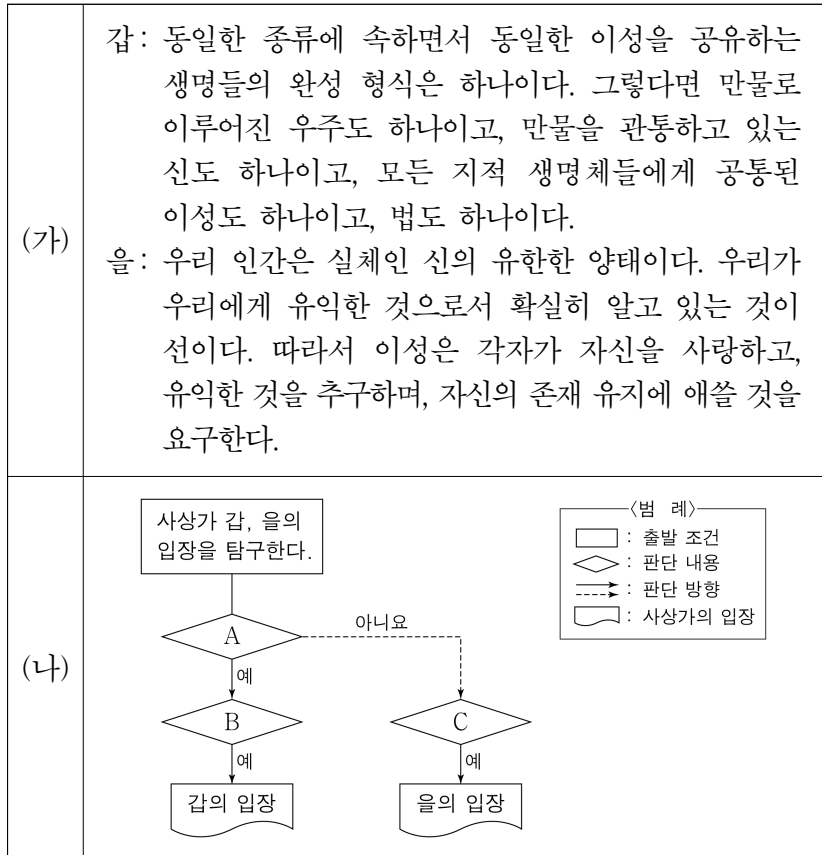 (가)
갑: 동일한 종류에 속하면서 동일한 이성을 공유하는
생명들의 완성 형식은 하나이다. 그렇다면 만물로
이루어진 우주도 하나이고, 만물을 관통하고 있는
신도 하나이고, 모든 지적 생명체들에게 공통된
이성도 하나이고, 법도 하나이다.
을: 우리 인간은 실체인 신의 유한한 양태이다. 우리가
우리에게 유익한 것으로서 확실히 알고 있는 것이
선이다. 따라서 이성은 각자가 자신을 사랑하고,
유익한 것을 추구하며, 자신의 존재 유지에 애쓸 것을
요구한다.
(나)
사상가 갑, 을의
입장을 탐구한다.
A
아니요
예
B
C
예
예
갑의 입장
을의 입장
〈범 례〉
: 출발 조건
: 판단 내용
: 판단 방향
: 사상가의 입장